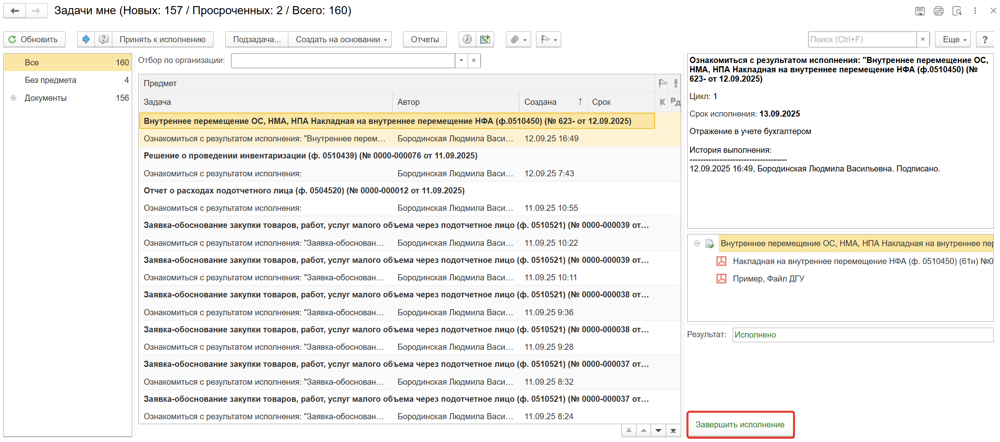 Задачи мне (Новых: 157 / Просроченных: 2 / Всего: 160)
Обновить
Принять к исполнению
Подзадача...
Создать на основании
Отчеты
Поиск (Ctrl+F)
×
Еще
?
Все 160
Без предмета 4
Документы 156
Отбор по организации:
Предмет
Задача Автор Создана ↑ Срок К Рд
Внутреннее перемещение ОС, НМА, НПА Накладная на внутреннее перемещение НФА (ф.0510450) (№ 623- от 12.09.2025)
Ознакомиться с результатом исполнения: "Внутреннее перем… Бородинская Людмила Васи… 12.09.25 16:49
Решение о проведении инвентаризации (ф. 0510439) (№ 0000-000076 от 11.09.2025)
Ознакомиться с результатом исполнения: Бородинская Людмила Васи… 12.09.25 7:43
Отчет о расходах подотчетного лица (ф. 0504520) (№ 0000-000012 от 11.09.2025)
Ознакомиться с результатом исполнения: Бородинская Людмила Васи… 11.09.25 10:55
Заявка-обоснование закупки товаров, работ, услуг малого объема через подотчетное лицо (ф. 0510521) (№ 0000-000039 от…
Ознакомиться с результатом исполнения: "Заявка-обоснован… Бородинская Людмила Васи… 11.09.25 10:22
Заявка-обоснование закупки товаров, работ, услуг малого объема через подотчетное лицо (ф. 0510521) (№ 0000-000039 от…
Ознакомиться с результатом исполнения: "Заявка-обоснован… Бородинская Людмила Васи… 11.09.25 10:11
Заявка-обоснование закупки товаров, работ, услуг малого объема через подотчетное лицо (ф. 0510521) (№ 0000-000038 от…
Ознакомиться с результатом исполнения: "Заявка-обоснован… Бородинская Людмила Васи… 11.09.25 9:36
Заявка-обоснование закупки товаров, работ, услуг малого объема через подотчетное лицо (ф. 0510521) (№ 0000-000038 от…
Ознакомиться с результатом исполнения: "Заявка-обоснован… Бородинская Людмила Васи… 11.09.25 9:28
Заявка-обоснование закупки товаров, работ, услуг малого объема через подотчетное лицо (ф. 0510521) (№ 0000-000037 от…
Ознакомиться с результатом исполнения: "Заявка-обоснован… Бородинская Людмила Васи… 11.09.25 8:32
Заявка-обоснование закупки товаров, работ, услуг малого объема через подотчетное лицо (ф. 0510521) (№ 0000-000037 от…
Ознакомиться с результатом исполнения: "Заявка-обоснован… Бородинская Людмила Васи… 11.09.25 8:24
Ознакомиться с результатом исполнения: "Внутреннее перемещение ОС,
НМА, НПА Накладная на внутреннее перемещение НФА (ф.0510450) (№
623- от 12.09.2025)
Цикл: 1
Срок исполнения: 13.09.2025
Отражение в учете бухгалтером
История выполнения:
------------------------------------
12.09.2025 16:49, Бородинская Людмила Васильевна. Подписано.
Внутреннее перемещение ОС, НМА, НПА Накладная на внутреннее пер
Накладная на внутреннее перемещение НФА (ф. 0510450) (61н) №0
Пример, Файл ДГУ
Результат: Исполнено
Завершить исполнение